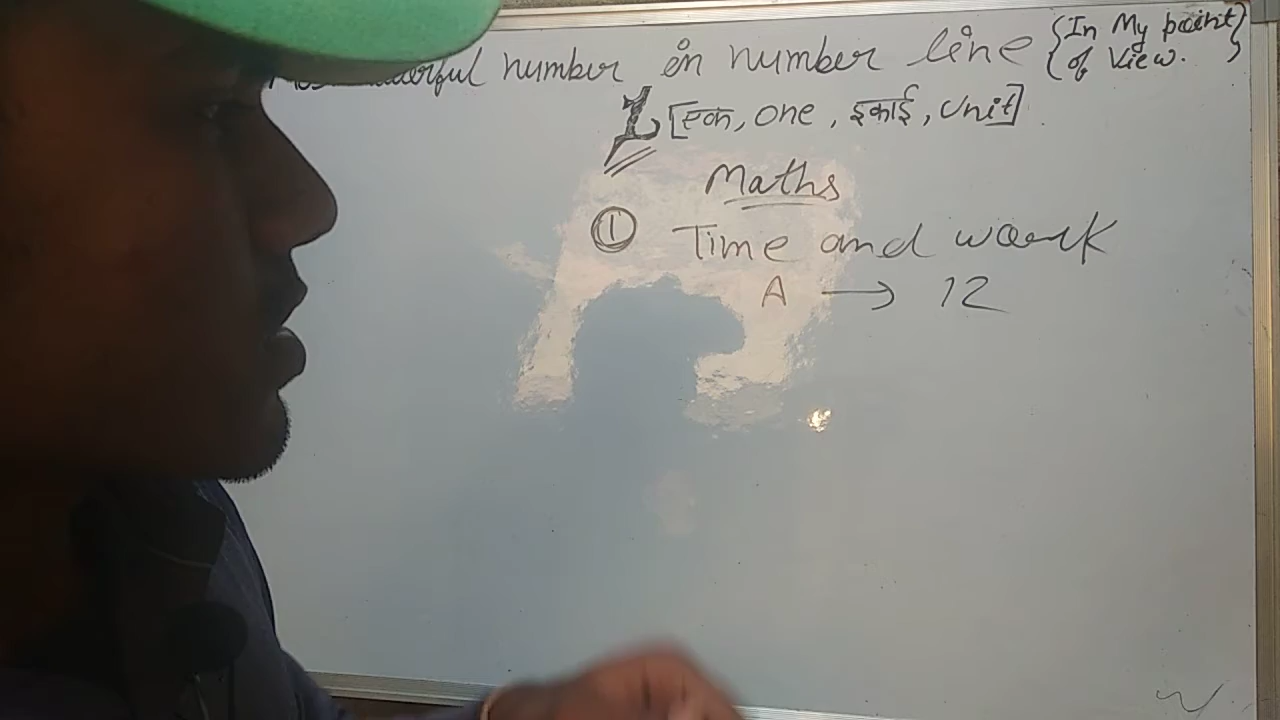 number in number line {In My point
of View.}
1 [एक, one, इकाई, Unit].
Maths
① Time and work
A → 12